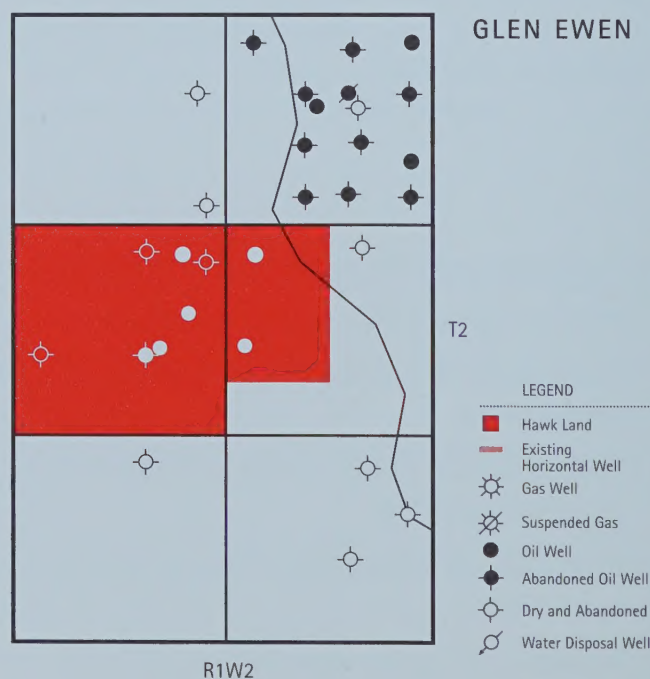 GLEN EWEN
T2
LEGEND
Hawk Land
Existing
Horizontal Well
Gas Well
Suspended Gas
Oil Well
Abandoned Oil Well
Dry and Abandoned
Water Disposal Well
R1W2